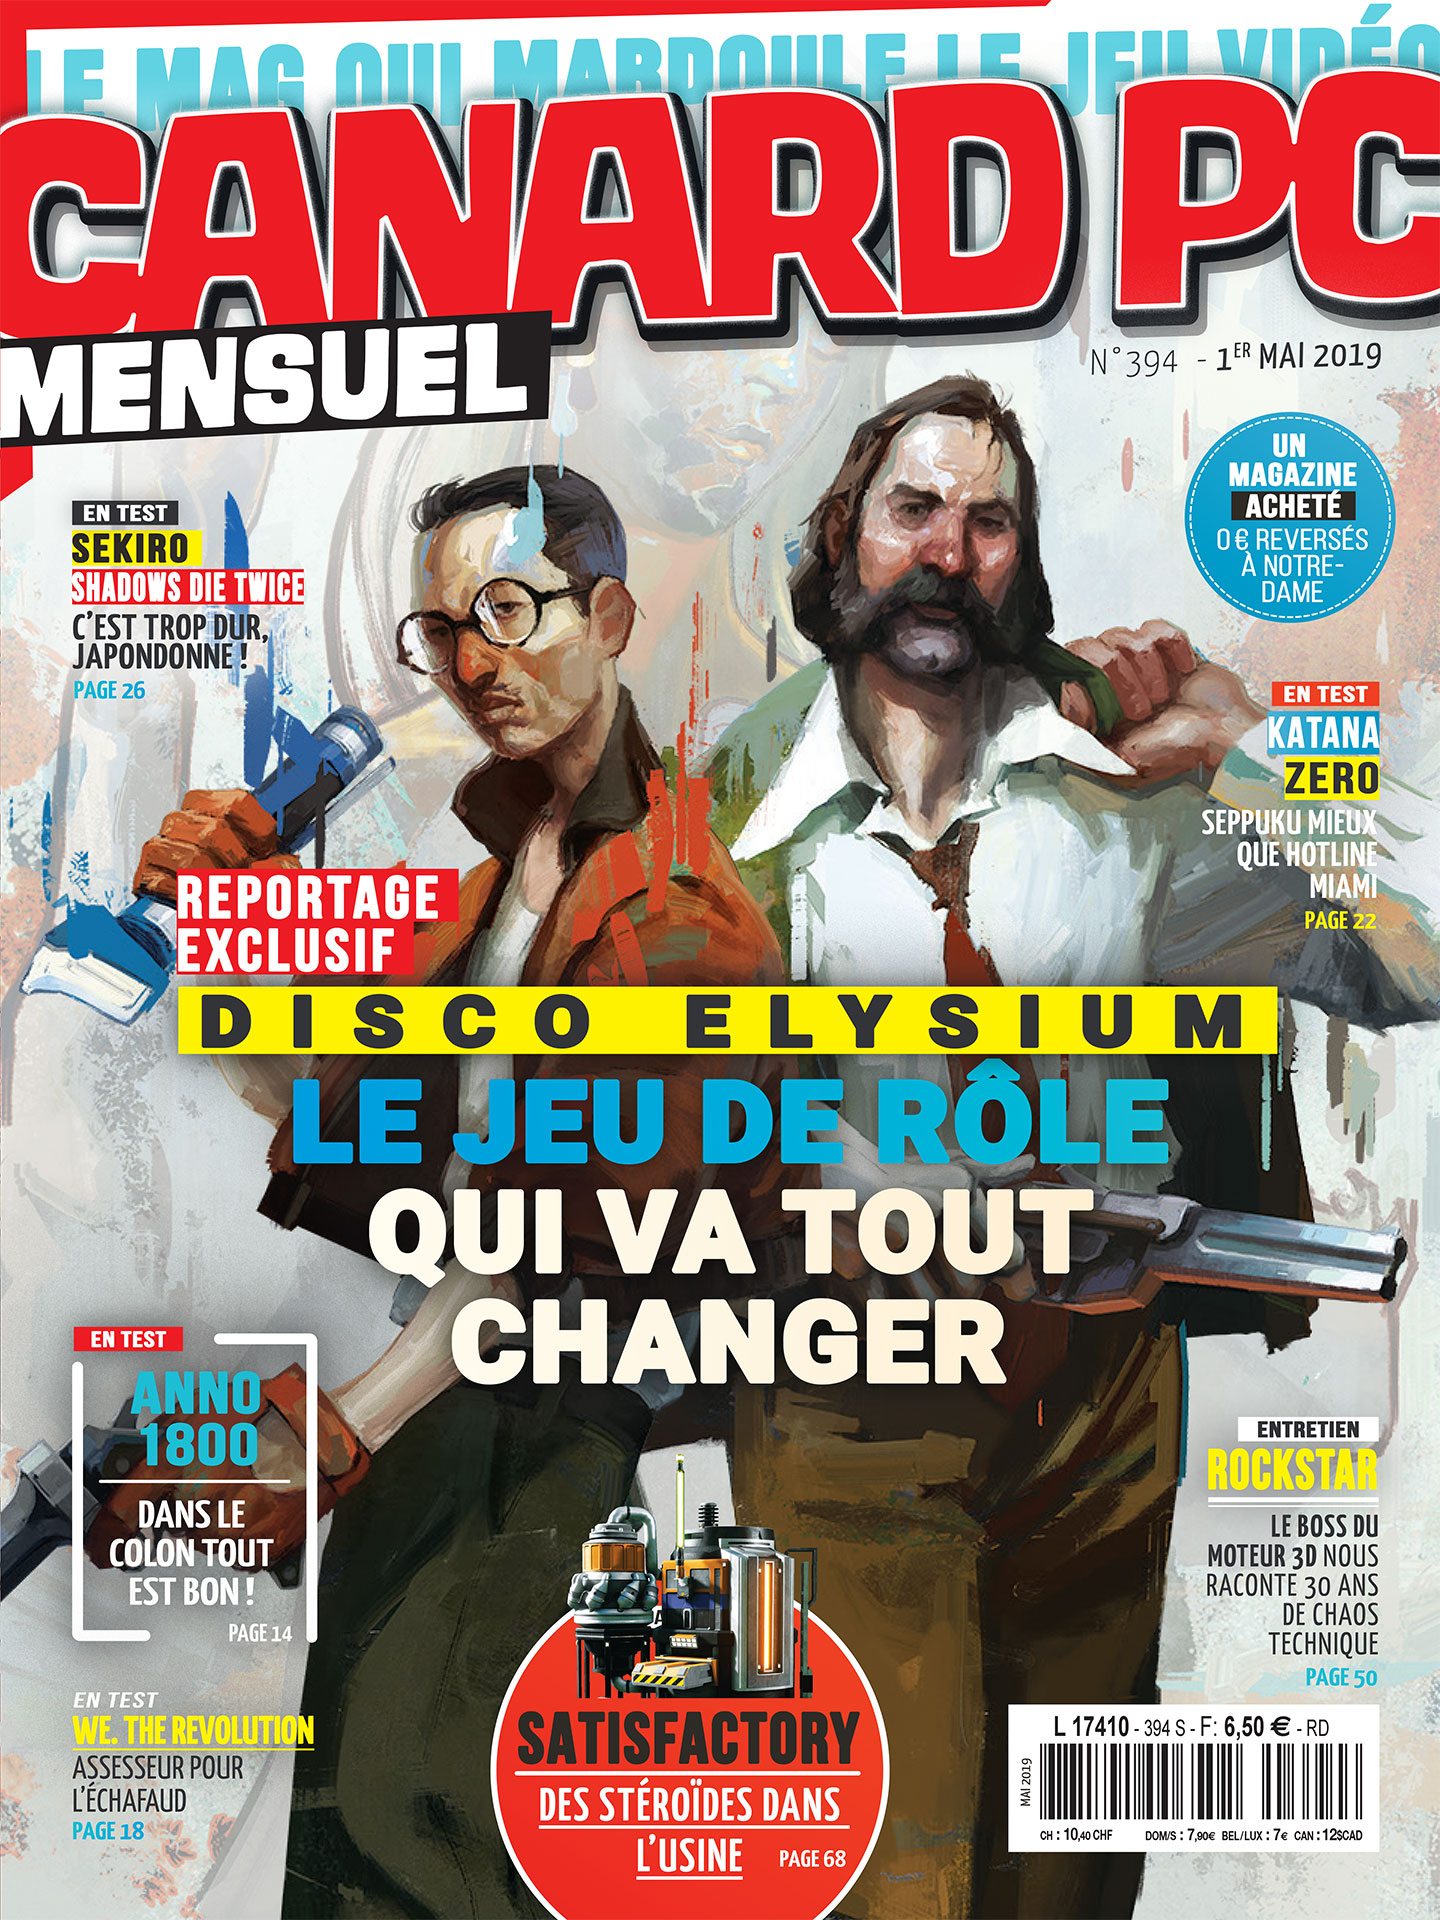 LE MAG QUI MARDOULE LE JEU VIDÉO
CANARD PC
MENSUEL
N°394 - 1ER MAI 2019
UN
MAGAZINE
ACHETÉ
0 € REVERSÉS
À NOTRE-
DAME
EN TEST
SEKIRO
SHADOWS DIE TWICE
C'EST TROP DUR,
JAPONDONNE !
PAGE 26
EN TEST
KATANA
ZERO
SEPPUKU MIEUX
QUE HOTLINE
MIAMI
PAGE 22
REPORTAGE
EXCLUSIF
DISCO ELYSIUM
LE JEU DE RÔLE
QUI VA TOUT
CHANGER
EN TEST
ANNO
1800
DANS LE
COLON TOUT
EST BON !
PAGE 14
EN TEST
WE. THE REVOLUTION
ASSESSEUR POUR
L'ÉCHAFAUD
PAGE 18
SATISFACTORY
DES STÉROÏDES DANS
L'USINE
PAGE 68
ENTRETIEN
ROCKSTAR
LE BOSS DU
MOTEUR 3D NOUS
RACONTE 30 ANS
DE CHAOS
TECHNIQUE
PAGE 50
L 17410 - 394 S - F: 6,50 € - RD
MAI 2019
CH : 10,40 CHF DOM/S : 7,90€ BEL/LUX : 7€ CAN : 12$CAD